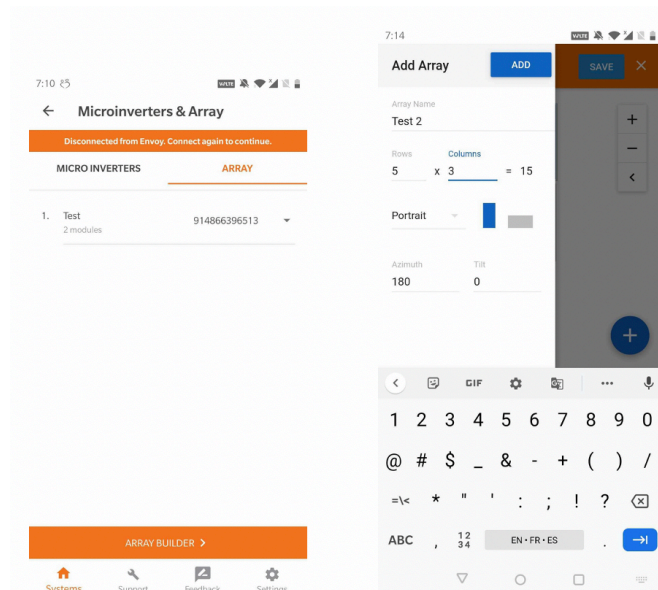 7:10
Microinverters & Array
Disconnected from Envoy. Connect again to continue.
MICRO INVERTERS
ARRAY
1. Test 914866396513
2 modules
ARRAY BUILDER >
Systems Support Feedback Settings
7:14
Add Array ADD SAVE ×
Array Name
Test 2
Rows Columns
5 x 3 = 15
Portrait
Azimuth Tilt
180 0
GIF
1 2 3 4 5 6 7 8 9 0
@ # $ _ & - + ( ) /
=\< * " ' : ; ! ?
ABC , 12 34 EN • FR • ES .